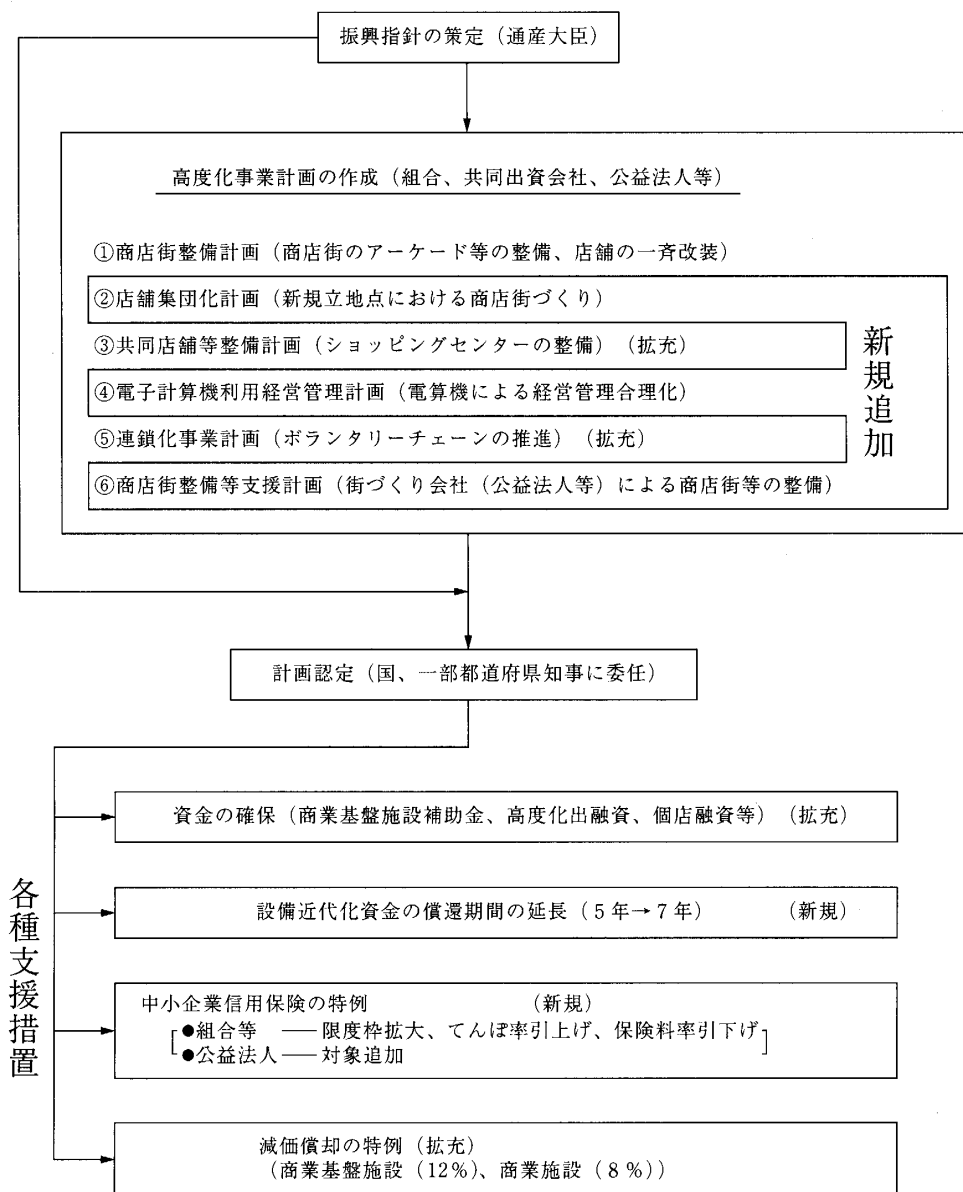 振興指針の策定（通産大臣）
高度化事業計画の作成（組合、共同出資会社、公益法人等）
①商店街整備計画（商店街のアーケード等の整備、店舗の一斉改装）
②店舗集団化計画（新規立地点における商店街づくり）
③共同店舗等整備計画（ショッピングセンターの整備）（拡充）
④電子計算機利用経営管理計画（電算機による経営管理合理化）
⑤連鎖化事業計画（ボランタリーチェーンの推進）（拡充）
⑥商店街整備等支援計画（街づくり会社（公益法人等）による商店街等の整備）
新規追加
計画認定（国、一部都道府県知事に委任）
各種支援措置
資金の確保（商業基盤施設補助金、高度化出融資、個店融資等）（拡充）
設備近代化資金の償還期間の延長（5年→7年）　（新規）
中小企業信用保険の特例　（新規）
●組合等 ── 限度枠拡大、てんぽ率引上げ、保険料率引下げ
●公益法人 ── 対象追加
減価償却の特例（拡充）
（商業基盤施設（12％）、商業施設（8％））